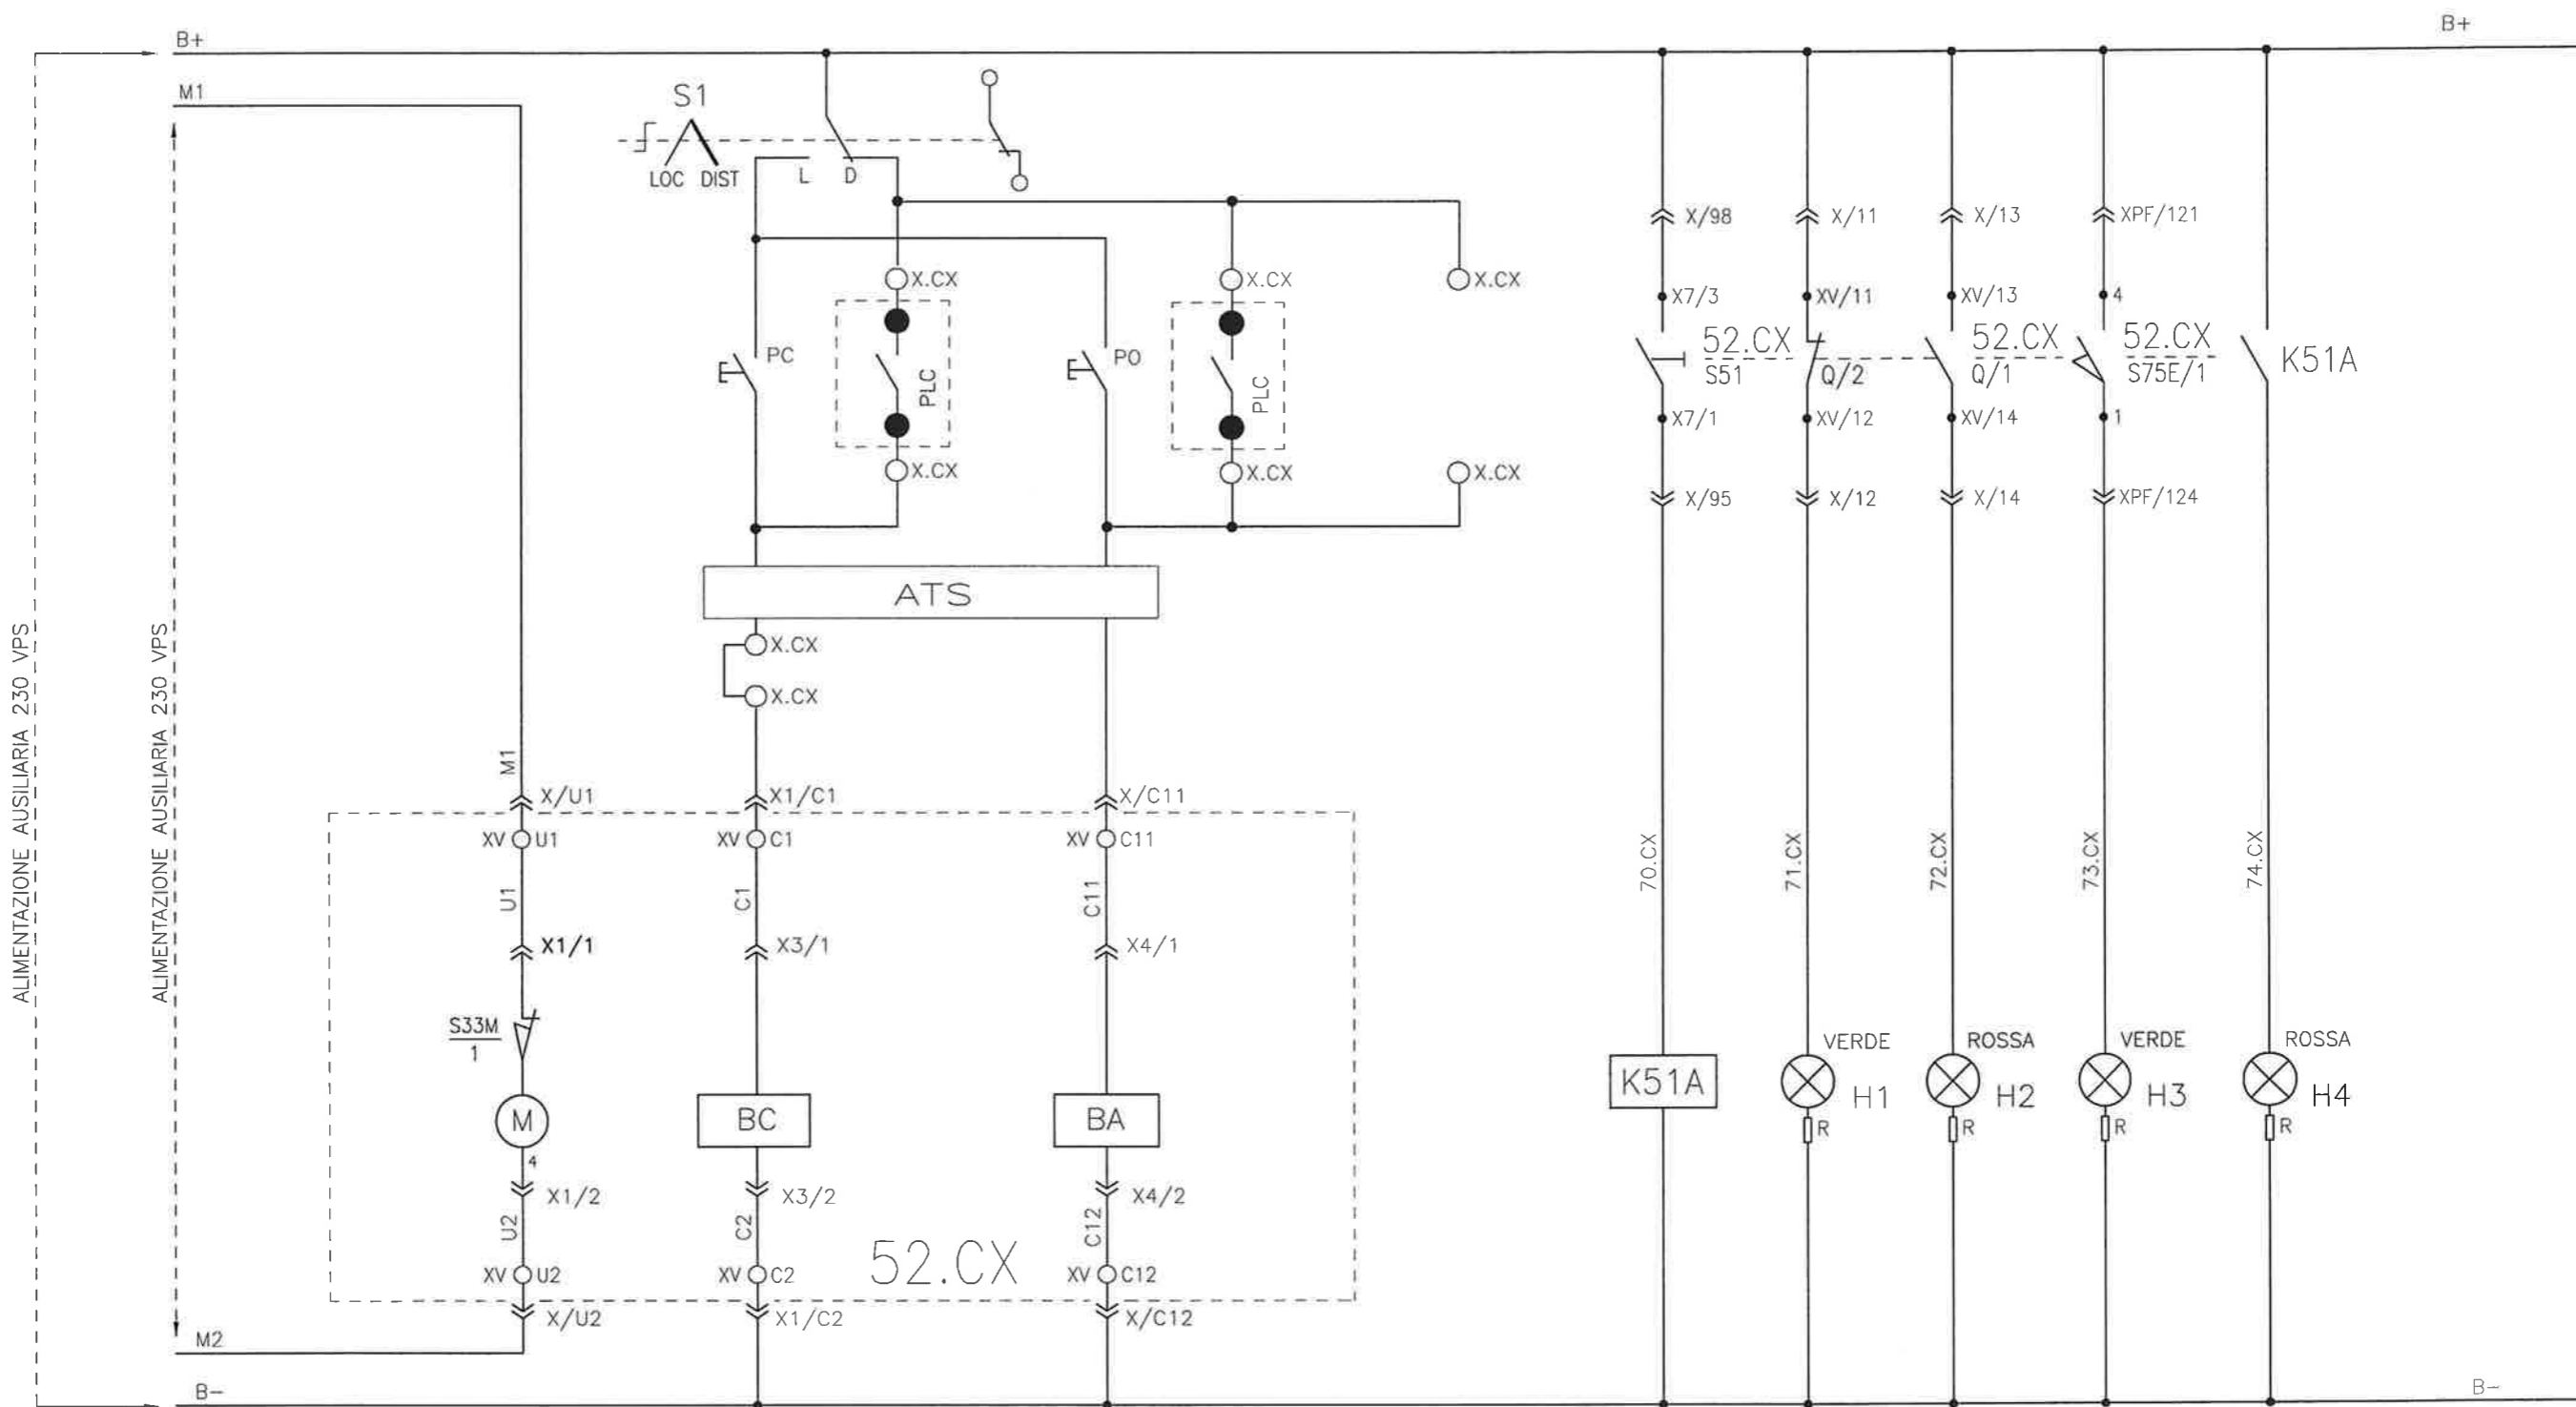 B+
B+
M1
S1
LOC DIST
L D
X/98
X/11
X/13
XPF/121
X.CX
X.CX
X.CX
X7/3
XV/11
XV/13
4
PC
PLC
PO
PLC
52.CX
S51
Q/2
52.CX
Q/1
52.CX
S75E/1
K51A
X7/1
XV/12
XV/14
1
X.CX
X.CX
X.CX
X/95
X/12
X/14
XPF/124
ATS
X.CX
X.CX
ALIMENTAZIONE AUSILIARIA 230 VPS
ALIMENTAZIONE AUSILIARIA 230 VPS
M1
X/U1
X1/C1
X/C11
XV U1
XV C1
XV C11
U1
C1
C11
70.CX
71.CX
72.CX
73.CX
74.CX
X1/1
X3/1
X4/1
S33M
1
VERDE
ROSSA
VERDE
ROSSA
M
BC
BA
K51A
H1
H2
H3
H4
R
R
R
R
4
X1/2
X3/2
X4/2
U2
C2
C12
52.CX
XV U2
XV C2
XV C12
X/U2
X1/C2
X/C12
M2
B-
B-